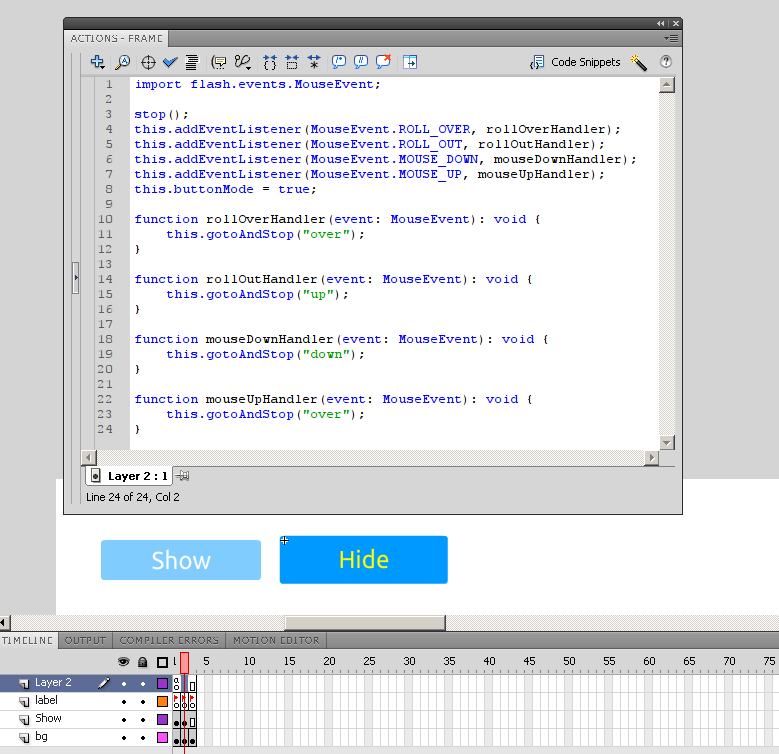 ACTIONS - FRAME
Code Snippets
1 import flash.events.MouseEvent;
2
3 stop();
4 this.addEventListener(MouseEvent.ROLL_OVER, rollOverHandler);
5 this.addEventListener(MouseEvent.ROLL_OUT, rollOutHandler);
6 this.addEventListener(MouseEvent.MOUSE_DOWN, mouseDownHandler);
7 this.addEventListener(MouseEvent.MOUSE_UP, mouseUpHandler);
8 this.buttonMode = true;
9
10 function rollOverHandler(event: MouseEvent): void {
11 this.gotoAndStop("over");
12 }
13
14 function rollOutHandler(event: MouseEvent): void {
15 this.gotoAndStop("up");
16 }
17
18 function mouseDownHandler(event: MouseEvent): void {
19 this.gotoAndStop("down");
20 }
21
22 function mouseUpHandler(event: MouseEvent): void {
23 this.gotoAndStop("over");
24 }
Layer 2 : 1
Line 24 of 24, Col 2
Show Hide
TIMELINE OUTPUT COMPILER ERRORS MOTION EDITOR
1 5 10 15 20 25 30 35 40 45 50 55 60 65 70 75
Layer 2
label
Show
bg